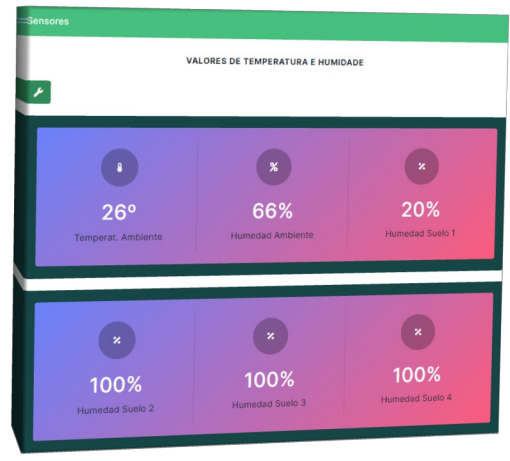 Sensores
VALORES DE TEMPERATURA E HUMIDADE
26º
66%
20%
Temperat. Ambiente
Humedad Ambiente
Humedad Suelo 1
100%
100%
100%
Humedad Suelo 2
Humedad Suelo 3
Humedad Suelo 4